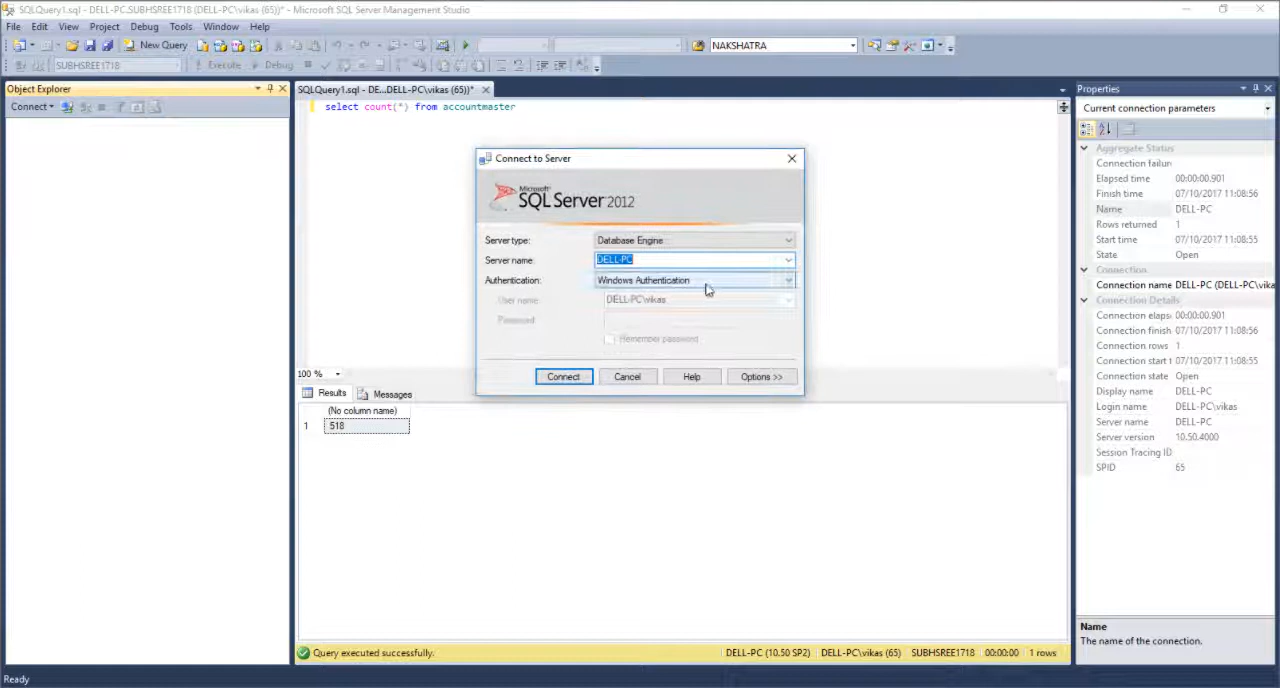 SQLQuery1.sql - DELL-PC.SUBHSREE1718 (DELL-PC\vikas (65))* - Microsoft SQL Server Management Studio
File Edit View Project Debug Tools Window Help
New Query NAKSHATRA
SUBHSREE1718 Execute Debug
Object Explorer
Connect
SQLQuery1.sql - DE...DELL-PC\vikas (65))*
select count(*) from accountmaster
Connect to Server
Microsoft
SQL Server 2012
Server type: Database Engine
Server name: DELL-PC
Authentication: Windows Authentication
User name: DELL-PC\vikas
Password:
Remember password
Connect Cancel Help Options >>
100 %
Results Messages
(No column name)
1 518
Query executed successfully. DELL-PC (10.50 SP2) DELL-PC\vikas (65) SUBHSREE1718 00:00:00 1 rows
Properties
Current connection parameters
Aggregate Status
Connection failur
Elapsed time 00:00:00.901
Finish time 07/10/2017 11:08:56
Name DELL-PC
Rows returned 1
Start time 07/10/2017 11:08:55
State Open
Connection
Connection name DELL-PC (DELL-PC\vika
Connection Details
Connection elaps 00:00:00.901
Connection finish 07/10/2017 11:08:56
Connection rows 1
Connection start t 07/10/2017 11:08:55
Connection state Open
Display name DELL-PC
Login name DELL-PC\vikas
Server name DELL-PC
Server version 10.50.4000
Session Tracing ID
SPID 65
Name
The name of the connection.
Ready